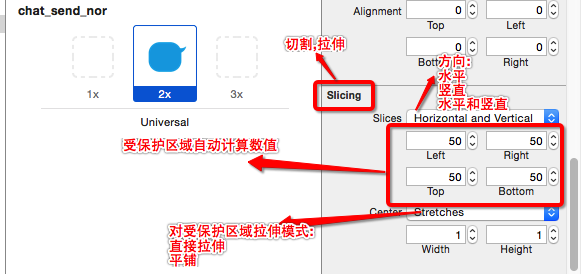 chat_send_nor
1x
2x
3x
Universal
切割,拉伸
受保护区域自动计算数值
对受保护区域拉伸模式:
直接拉伸
平铺
Alignment
0
0
Top
Left
0
0
Bottom
Right
方向:
水平
竖直
水平和竖直
Slicing
Slices
Horizontal and Vertical
50
50
Left
Right
50
50
Top
Bottom
Center
Stretches
1
1
Width
Height